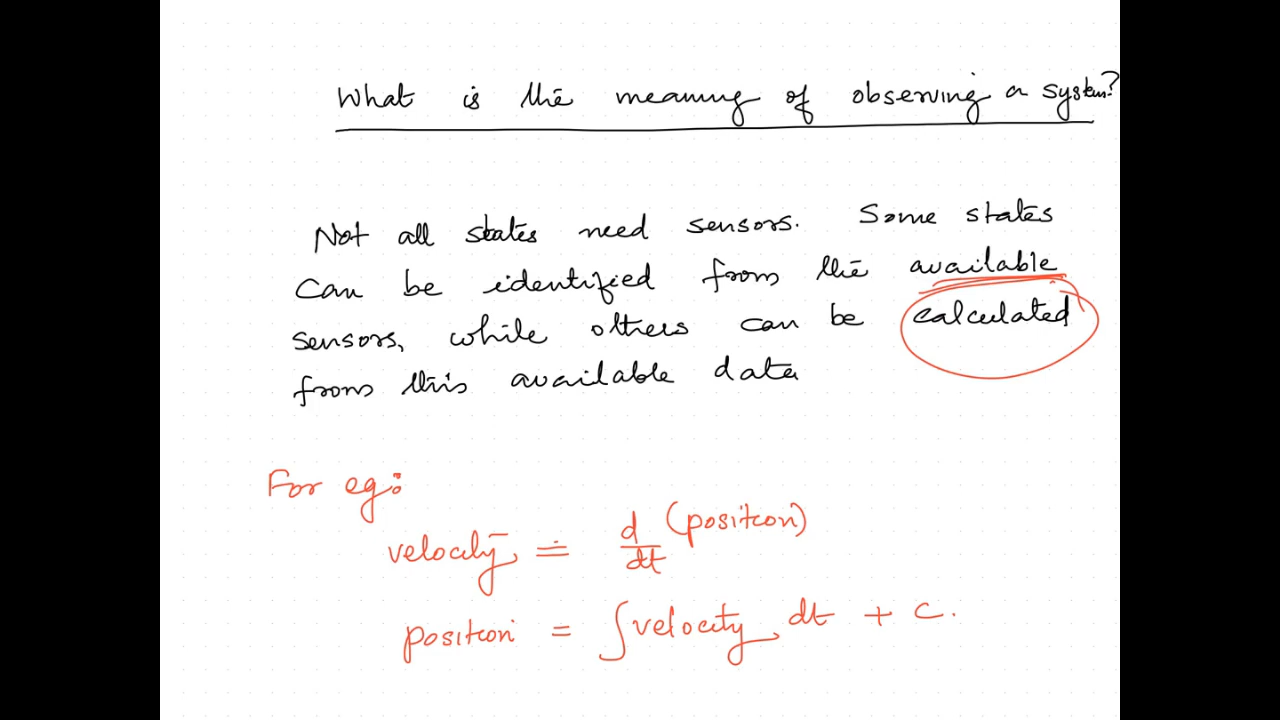 What is the meaning of observing a system?
Not all states need sensors. Some states
can be identified from the available
sensors, while others can be calculated
from this available data
For eg:
velocity = d/dt (position)
position = ∫ velocity dt + c.